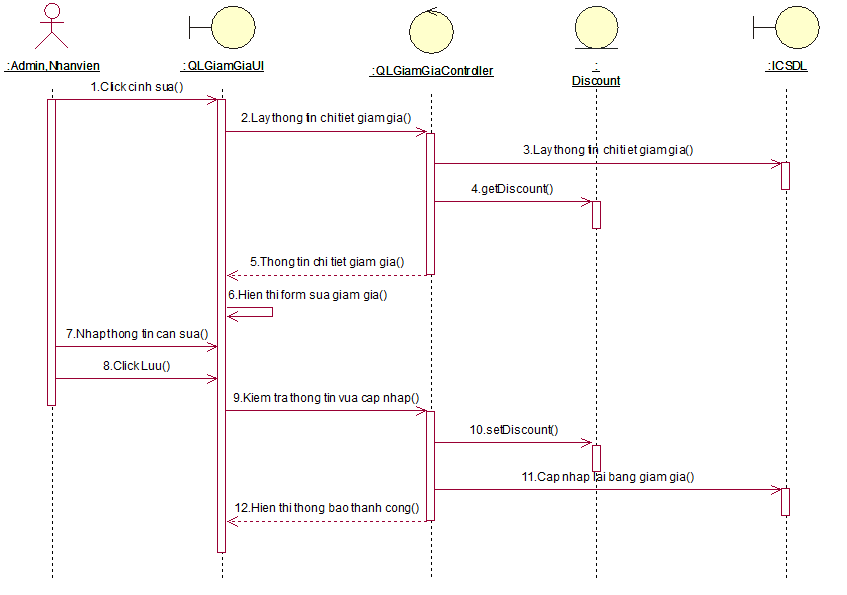 :Admin,Nhanvien
: QLGiamGiaUI
: QLGiamGiaController
:
Discount
:ICSDL
1.Click cinh sua()
2.Lay thong tin chi tiet giam gia()
3.Lay thong tin chi tiet giam gia()
4.getDiscount()
5.Thong tin chi tiet giam gia()
6.Hien thi form sua giam gia()
7.Nhap thong tin can sua()
8.Click Luu()
9.Kiem tra thong tin vua cap nhap()
10.setDiscount()
11.Cap nhap lai bang giam gia()
12.Hien thi thong bao thanh cong()